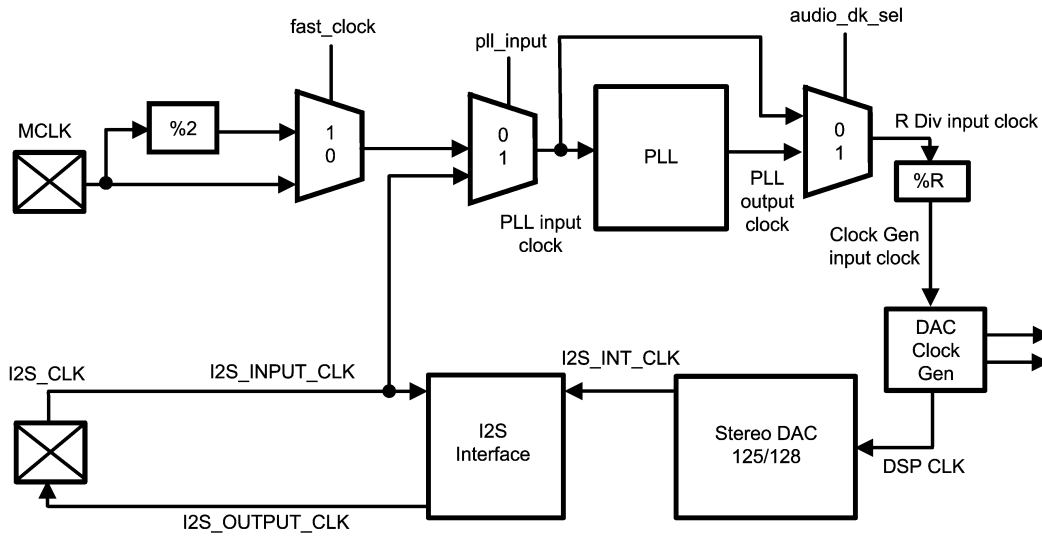 audio_dk_sel
fast_clock
pll_input
MCLK
%2
1
0
0
1
PLL
0
1
R Div input clock
%R
PLL input
clock
PLL
output
clock
Clock Gen
input clock
DAC
Clock
Gen
I2S_CLK
I2S_INPUT_CLK
I2S_INT_CLK
I2S
Interface
Stereo DAC
125/128
DSP CLK
I2S_OUTPUT_CLK